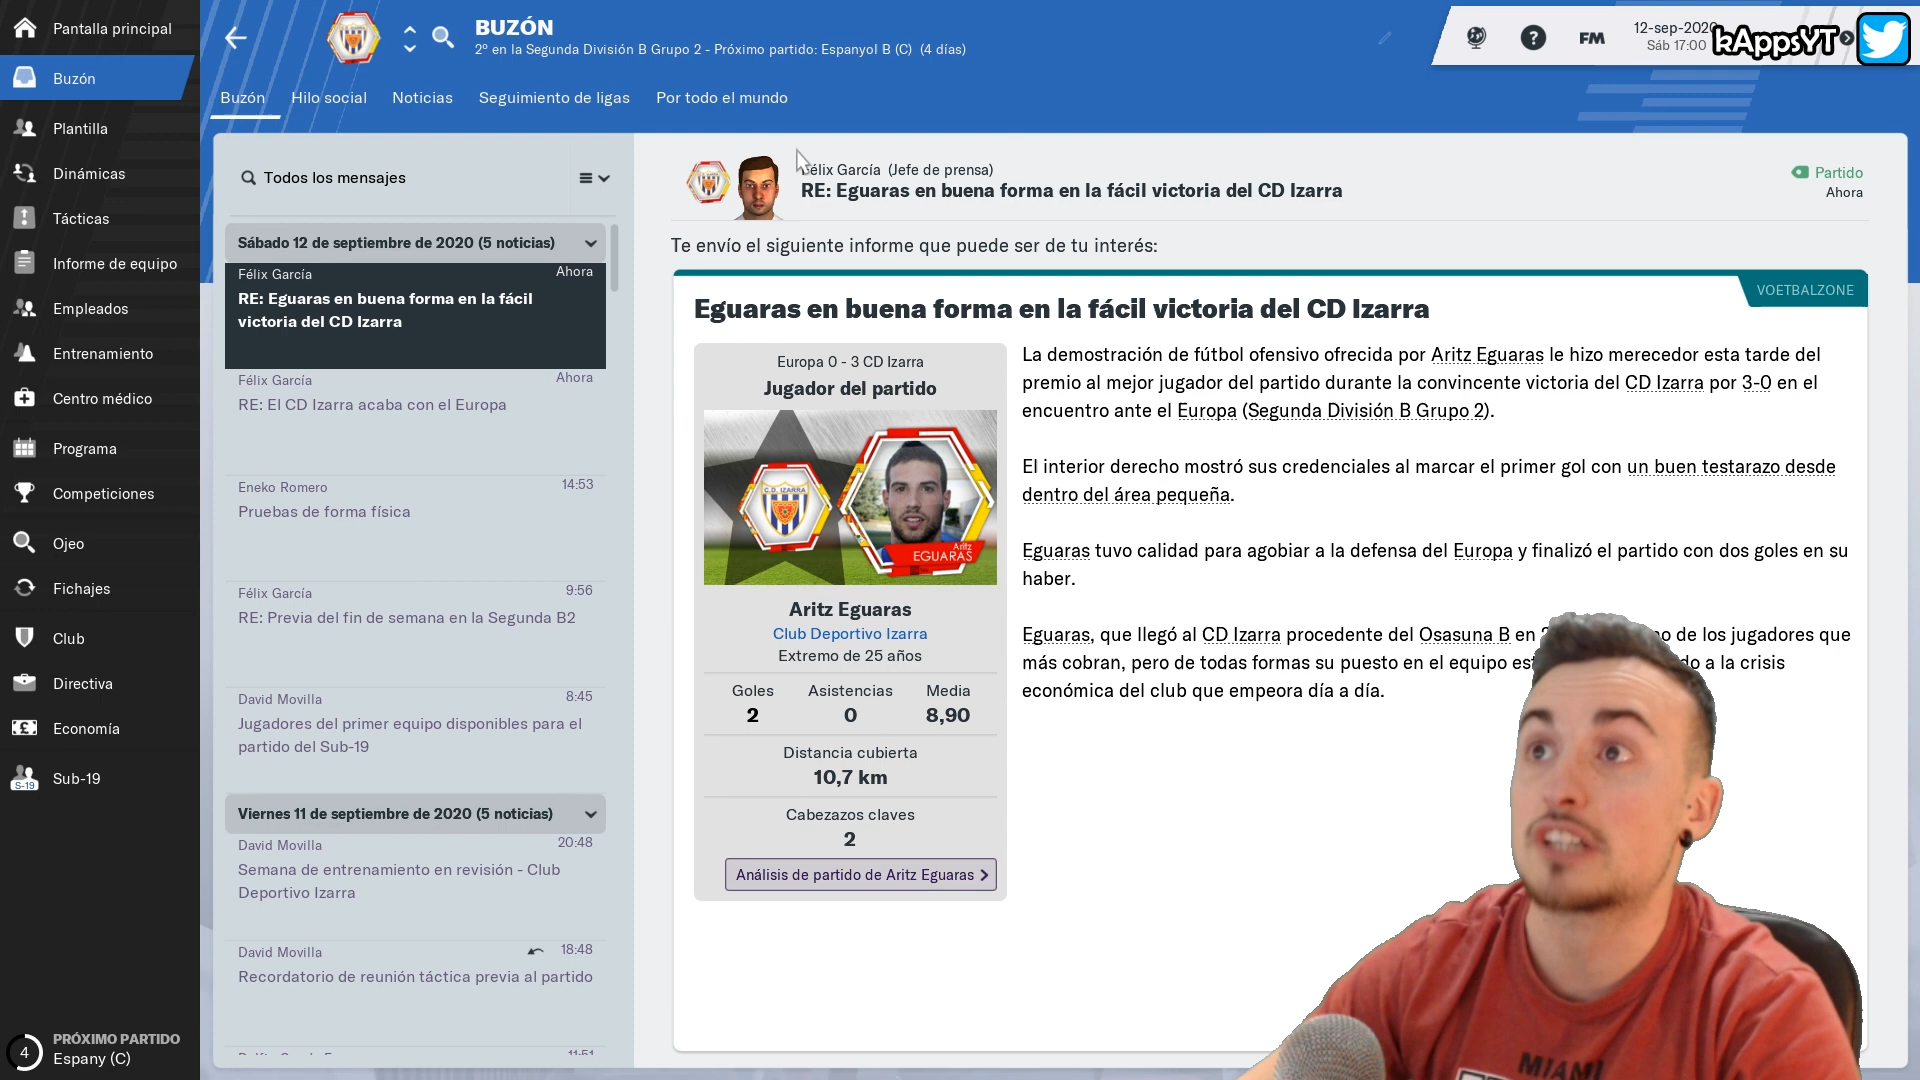 Pantalla principal
Buzón
Plantilla
Dinámicas
Tácticas
Informe de equipo
Empleados
Entrenamiento
Centro médico
Programa
Competiciones
Ojeo
Fichajes
Club
Directiva
Economía
S-19
Sub-19
4
PRÓXIMO PARTIDO
Espany (C)
BUZÓN
2º en la Segunda División B Grupo 2 - Próximo partido: Espanyol B (C) (4 días)
FM
12-sep-2020
Sáb 17:00
kAppsYT
Buzón
Hilo social
Noticias
Seguimiento de ligas
Por todo el mundo
Todos los mensajes
Sábado 12 de septiembre de 2020 (5 noticias)
Félix García
Ahora
RE: Eguaras en buena forma en la fácil
victoria del CD Izarra
Félix García
Ahora
RE: El CD Izarra acaba con el Europa
Eneko Romero
14:53
Pruebas de forma física
Félix García
9:56
RE: Previa del fin de semana en la Segunda B2
David Movilla
8:45
Jugadores del primer equipo disponibles para el
partido del Sub-19
Viernes 11 de septiembre de 2020 (5 noticias)
David Movilla
20:48
Semana de entrenamiento en revisión - Club
Deportivo Izarra
David Movilla
18:48
Recordatorio de reunión táctica previa al partido
11:51
Félix García (Jefe de prensa)
RE: Eguaras en buena forma en la fácil victoria del CD Izarra
Partido
Ahora
Te envío el siguiente informe que puede ser de tu interés:
VOETBALZONE
Eguaras en buena forma en la fácil victoria del CD Izarra
Europa 0 - 3 CD Izarra
Jugador del partido
C.D. IZARRA
Aritz
EGUARAS
Aritz Eguaras
Club Deportivo Izarra
Extremo de 25 años
Goles
Asistencias
Media
2
0
8,90
Distancia cubierta
10,7 km
Cabezazos claves
2
Análisis de partido de Aritz Eguaras
La demostración de fútbol ofensivo ofrecida por Aritz Eguaras le hizo merecedor esta tarde del
premio al mejor jugador del partido durante la convincente victoria del CD Izarra por 3-0 en el
encuentro ante el Europa (Segunda División B Grupo 2).
El interior derecho mostró sus credenciales al marcar el primer gol con un buen testarazo desde
dentro del área pequeña.
Eguaras tuvo calidad para agobiar a la defensa del Europa y finalizó el partido con dos goles en su
haber.
Eguaras, que llegó al CD Izarra procedente del Osasuna B en de los jugadores que
más cobran, pero de todas formas su puesto en el equipo a la crisis
económica del club que empeora día a día.
MIAMI